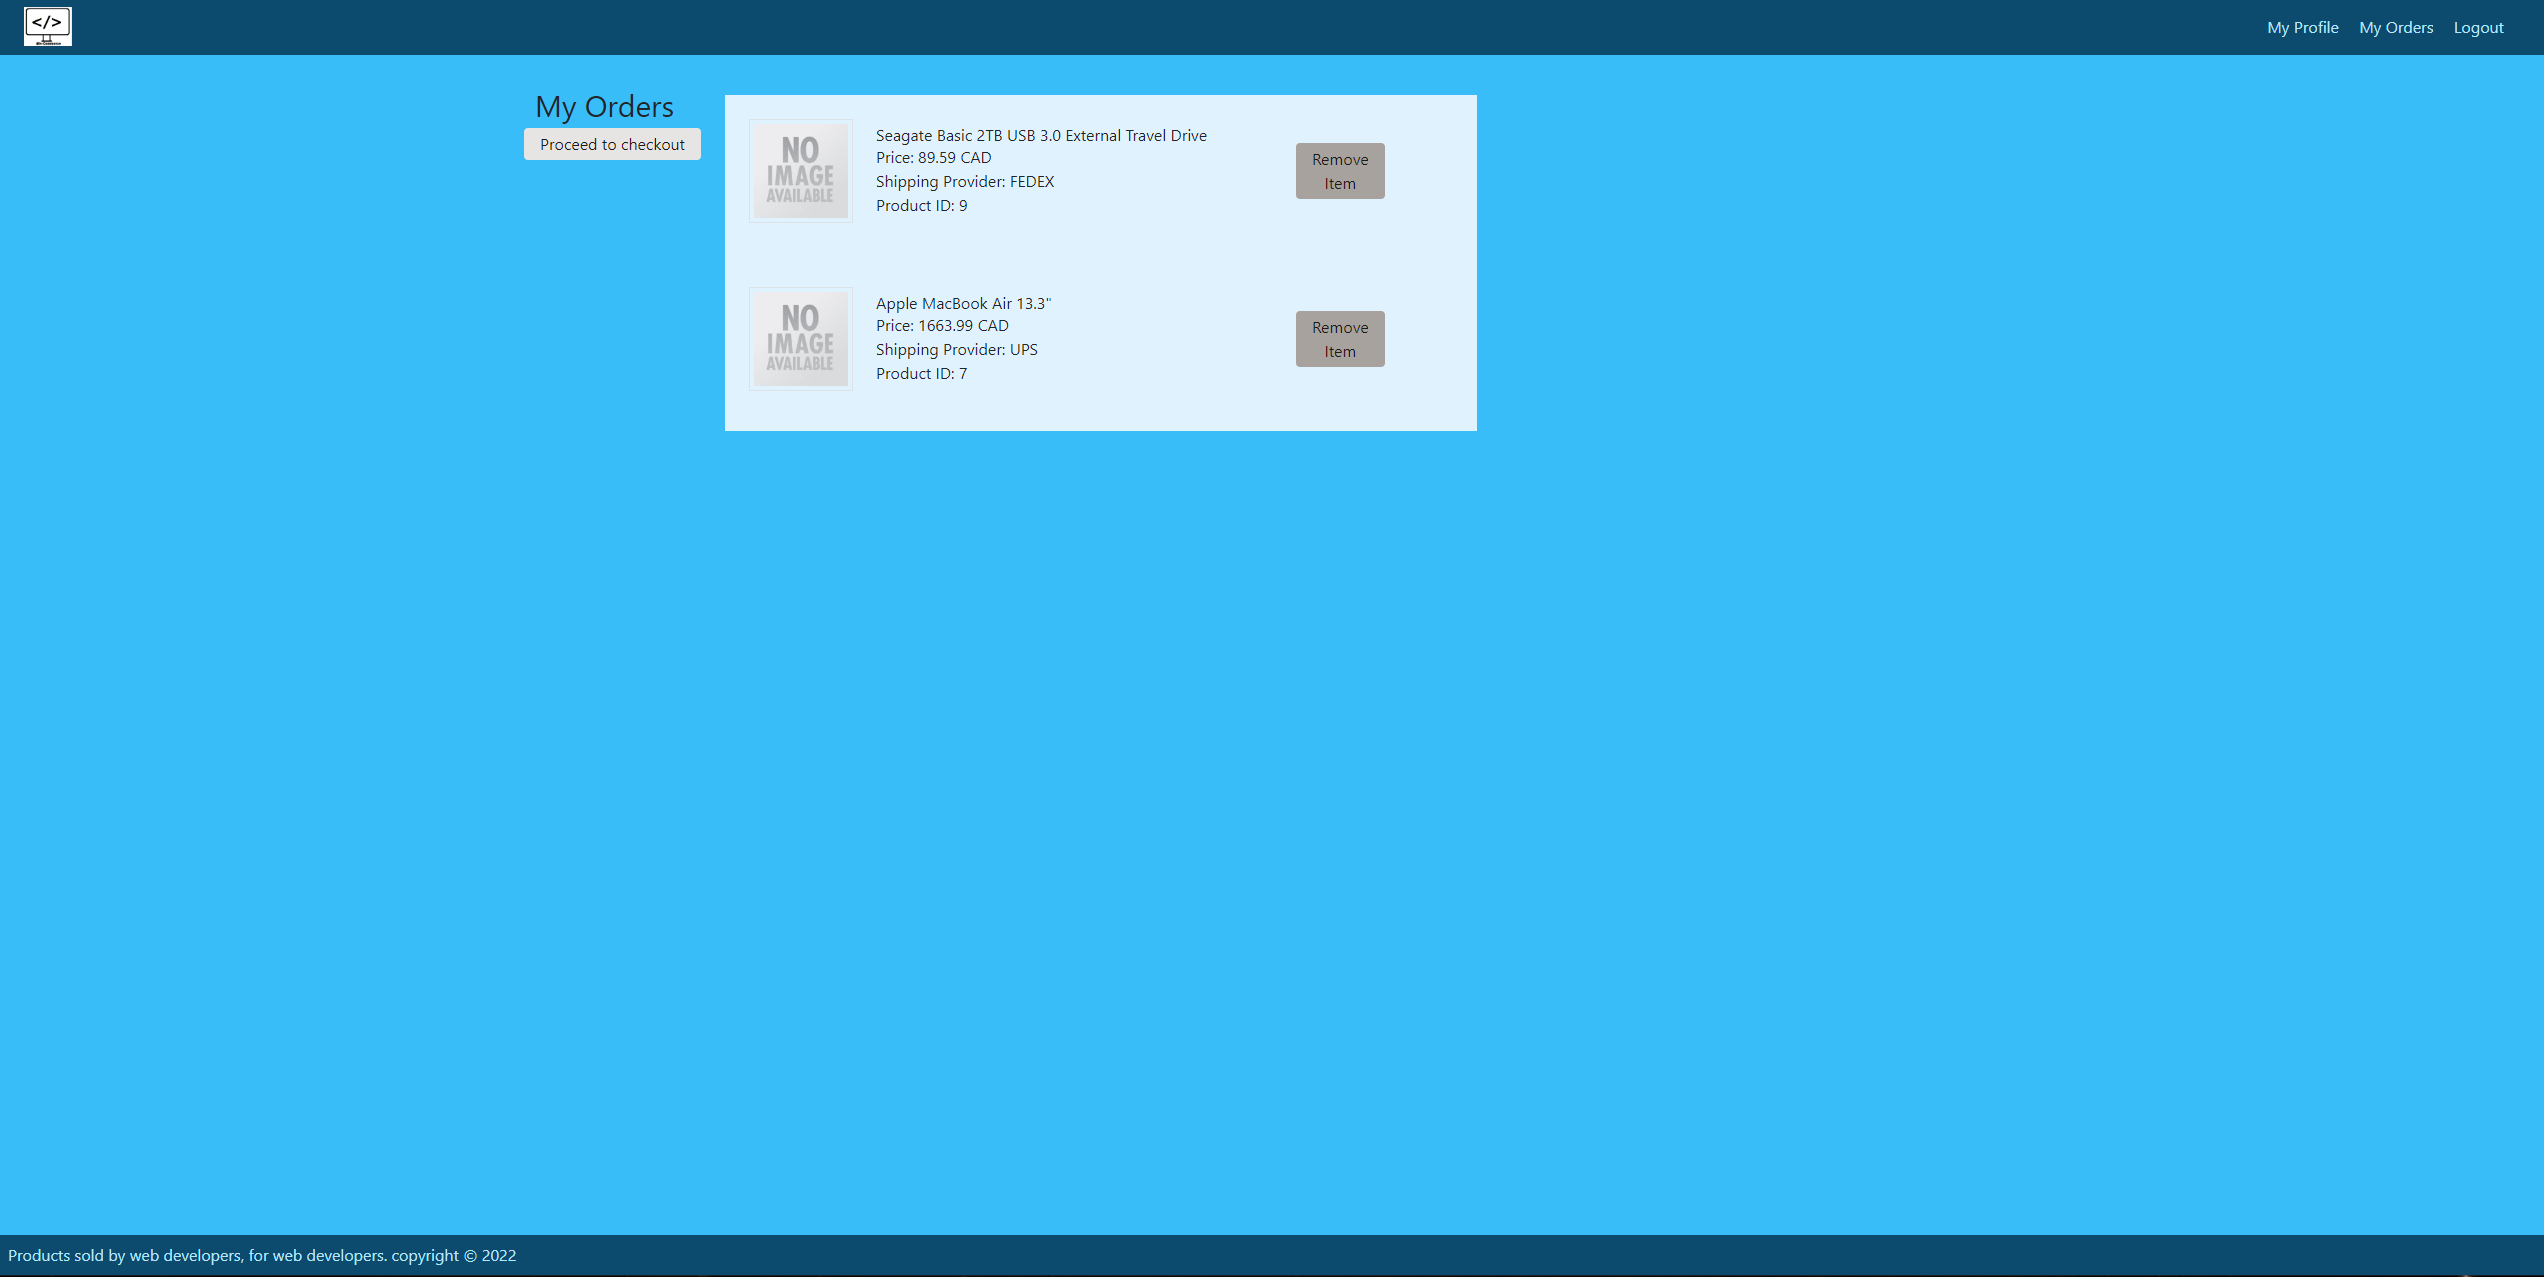 </>
My Profile My Orders Logout
My Orders
Proceed to checkout
NO
IMAGE
AVAILABLE
Seagate Basic 2TB USB 3.0 External Travel Drive
Price: 89.59 CAD
Shipping Provider: FEDEX
Product ID: 9
Remove
Item
NO
IMAGE
AVAILABLE
Apple MacBook Air 13.3"
Price: 1663.99 CAD
Shipping Provider: UPS
Product ID: 7
Remove
Item
Products sold by web developers, for web developers. copyright © 2022